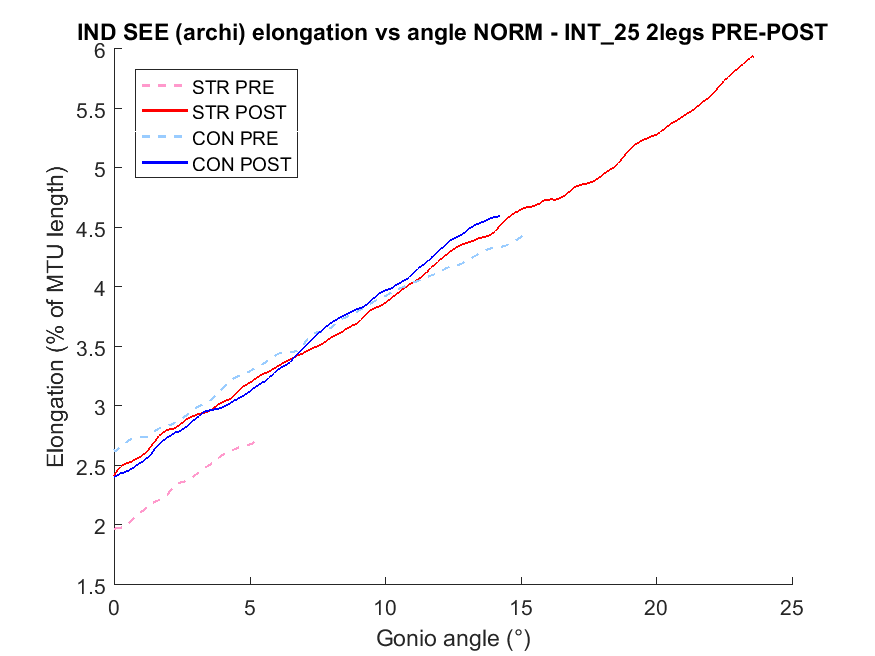 IND SEE (archi) elongation vs angle NORM - INT_25 2legs PRE-POST
6
5.5
5
4.5
4
3.5
3
2.5
2
1.5
Elongation (% of MTU length)
STR PRE
STR POST
CON PRE
CON POST
0
5
10
15
20
25
Gonio angle (°)